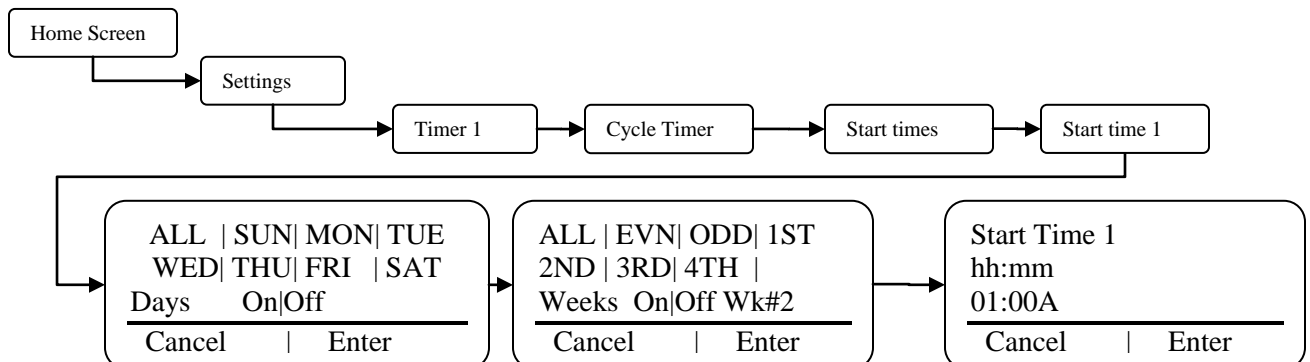 Home Screen
Settings
Timer 1
Cycle Timer
Start times
Start time 1
ALL | SUN| MON| TUE
WED| THU| FRI | SAT
Days On|Off
Cancel | Enter
ALL | EVN| ODD| 1ST
2ND | 3RD| 4TH |
Weeks On|Off Wk#2
Cancel | Enter
Start Time 1
hh:mm
01:00A
Cancel | Enter